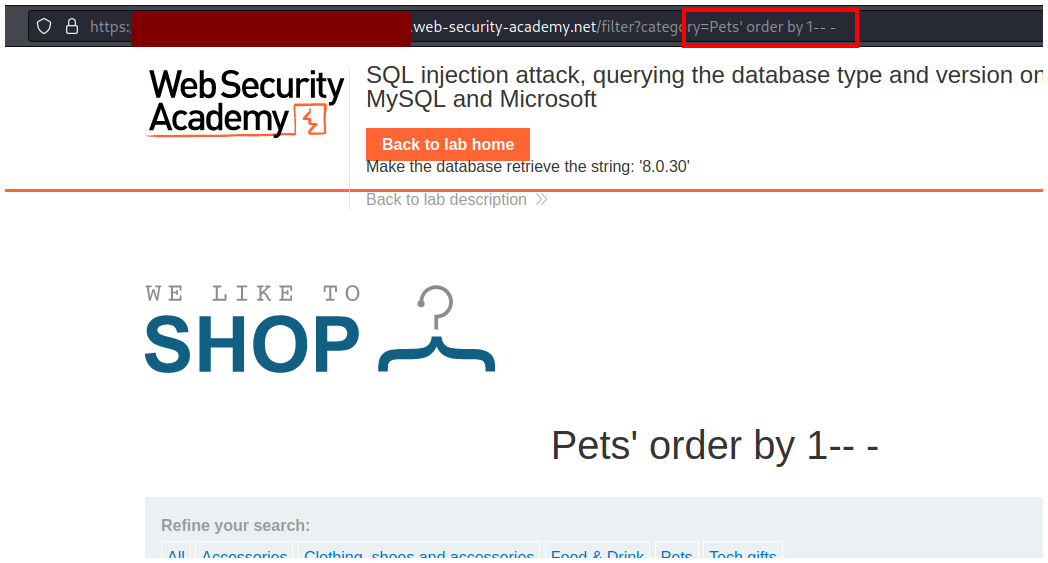 https:
.web-security-academy.net/filter?category=Pets' order by 1-- -
WebSecurity
Academy
SQL injection attack, querying the database type and version on
MySQL and Microsoft
Back to lab home
Make the database retrieve the string: '8.0.30'
Back to lab description
WE LIKE TO
SHOP
Pets' order by 1-- -
Refine your search:
All Accessories Clothing, shoes and accessories Food & Drink Pets Tech gifts